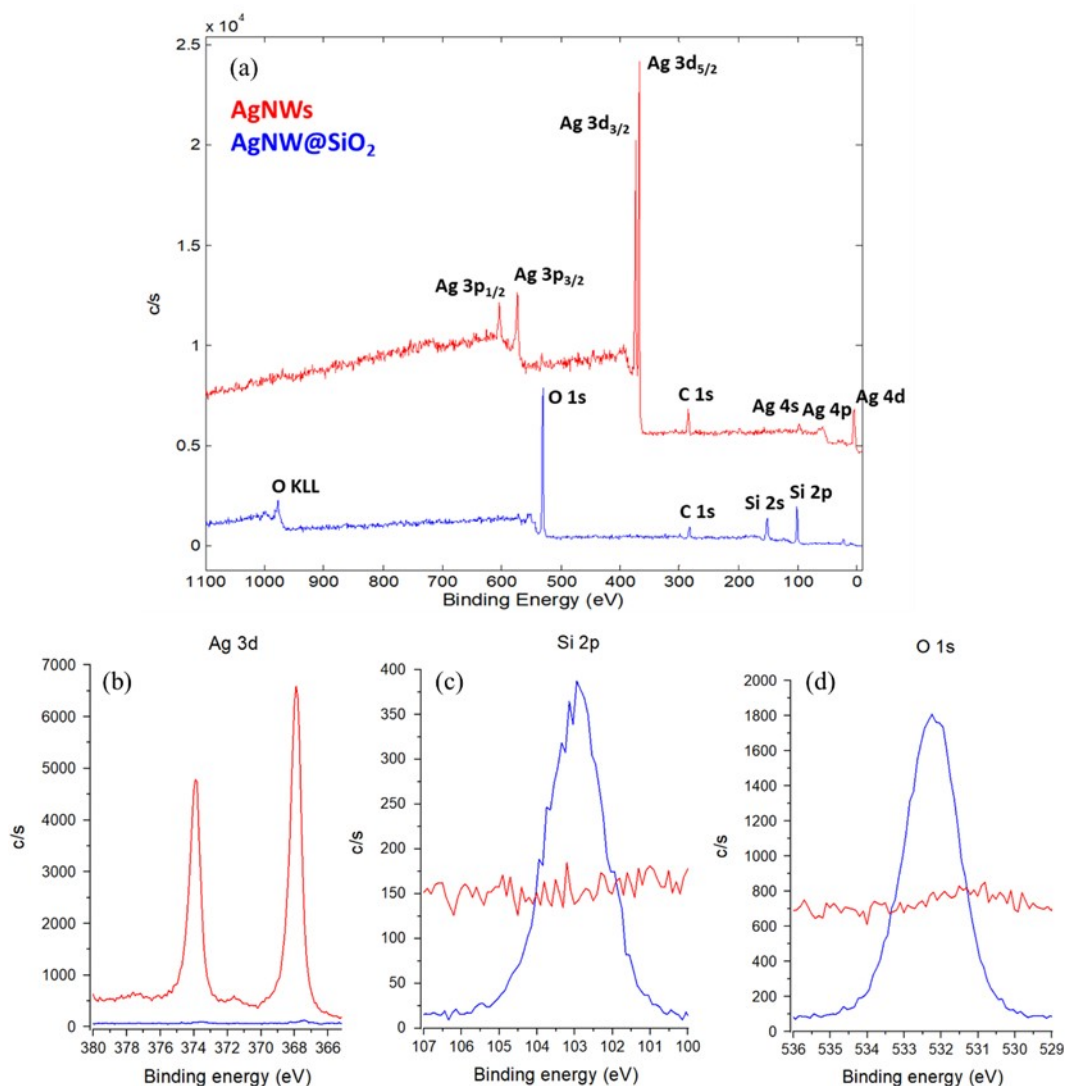 x 10⁴
2.5
2
1.5
1
0.5
0
c/s
(a)
AgNWs
AgNW@SiO₂
Ag 3d₅/₂
Ag 3d₃/₂
Ag 3p₁/₂
Ag 3p₃/₂
O 1s
C 1s
Ag 4s
Ag 4p
Ag 4d
O KLL
C 1s
Si 2s
Si 2p
1100 1000 900 800 700 600 500 400 300 200 100 0
Binding Energy (eV)
Ag 3d
(b)
7000
6000
5000
4000
3000
2000
1000
0
c/s
380 378 376 374 372 370 368 366
Binding energy (eV)
Si 2p
(c)
400
350
300
250
200
150
100
50
0
c/s
107 106 105 104 103 102 101 100
Binding energy (eV)
O 1s
(d)
2000
1800
1600
1400
1200
1000
800
600
400
200
0
c/s
536 535 534 533 532 531 530 529
Binding energy (eV)